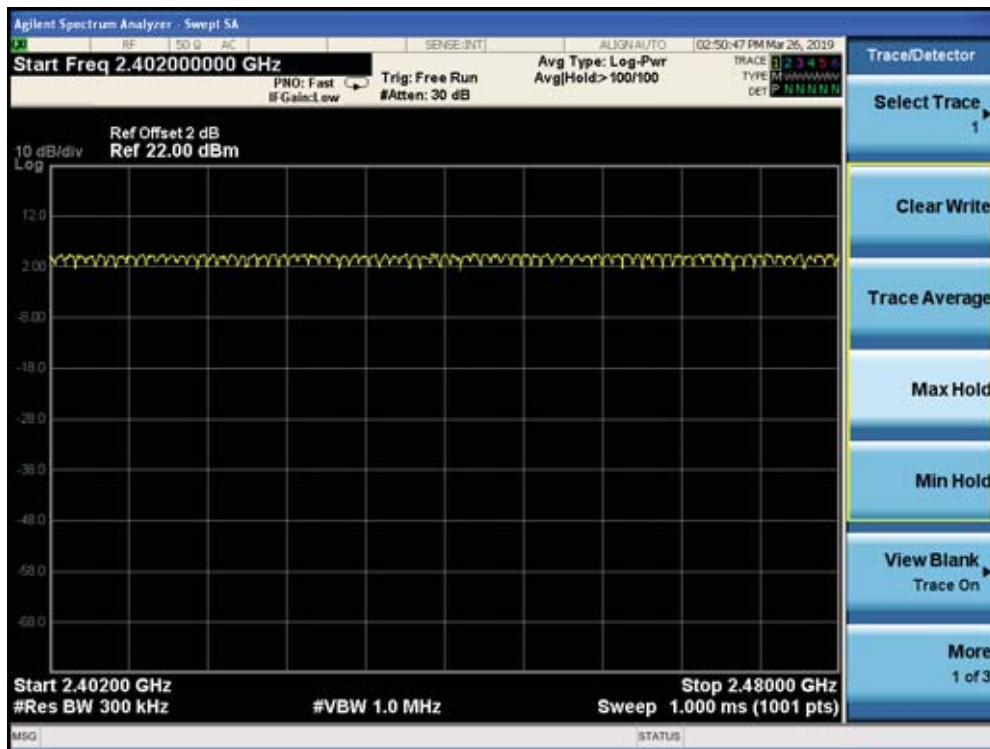 Agilent Spectrum Analyzer - Swept SA
RF 50 Ω AC SENSE:INT ALIGN AUTO 02:50:47 PM Mar 26, 2019
Start Freq 2.402000000 GHz
PNO: Fast
IFGain:Low
Trig: Free Run
#Atten: 30 dB
Avg Type: Log-Pwr
Avg|Hold:>100/100
TRACE 1 2 3 4 5 6
TYPE M
DET P N N N N N
Ref Offset 2 dB
10 dB/div Ref 22.00 dBm
Log
12.0
2.00
-8.00
-18.0
-28.0
-38.0
-48.0
-58.0
-68.0
Start 2.40200 GHz Stop 2.48000 GHz
#Res BW 300 kHz #VBW 1.0 MHz Sweep 1.000 ms (1001 pts)
MSG STATUS
Trace/Detector
Select Trace
1
Clear Write
Trace Average
Max Hold
Min Hold
View Blank
Trace On
More
1 of 3